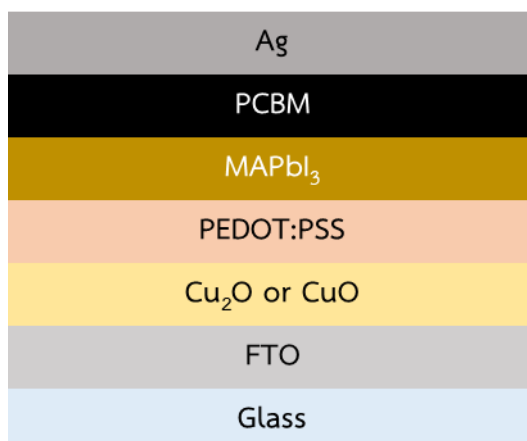 Ag
PCBM
MAPbI₃
PEDOT:PSS
Cu₂O or CuO
FTO
Glass